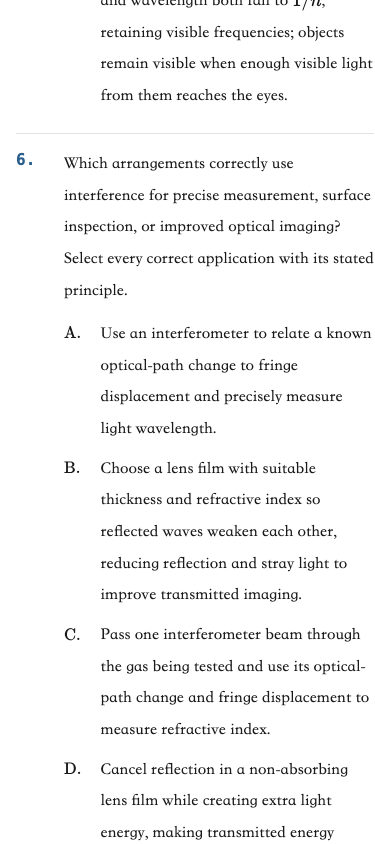 and wavelength both fall to 1/n,
retaining visible frequencies; objects
remain visible when enough visible light
from them reaches the eyes.
6. Which arrangements correctly use
interference for precise measurement, surface
inspection, or improved optical imaging?
Select every correct application with its stated
principle.
A. Use an interferometer to relate a known
optical-path change to fringe
displacement and precisely measure
light wavelength.
B. Choose a lens film with suitable
thickness and refractive index so
reflected waves weaken each other,
reducing reflection and stray light to
improve transmitted imaging.
C. Pass one interferometer beam through
the gas being tested and use its optical-
path change and fringe displacement to
measure refractive index.
D. Cancel reflection in a non-absorbing
lens film while creating extra light
energy, making transmitted energy